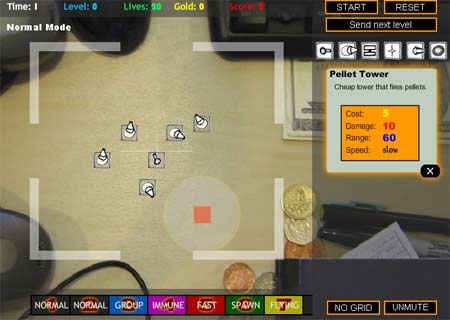 Time: 1 Level: 0 Lives: 20 Gold: 0 Score: 0
START RESET
Normal Mode
Send next level
Pellet Tower
Cheap tower that fires pellets.
Cost: 5
Damage: 10
Range: 60
Speed: slow
X
NORMAL NORMAL GROUP IMMUNE FAST SPAWN FLYING
NO GRID UNMUTE